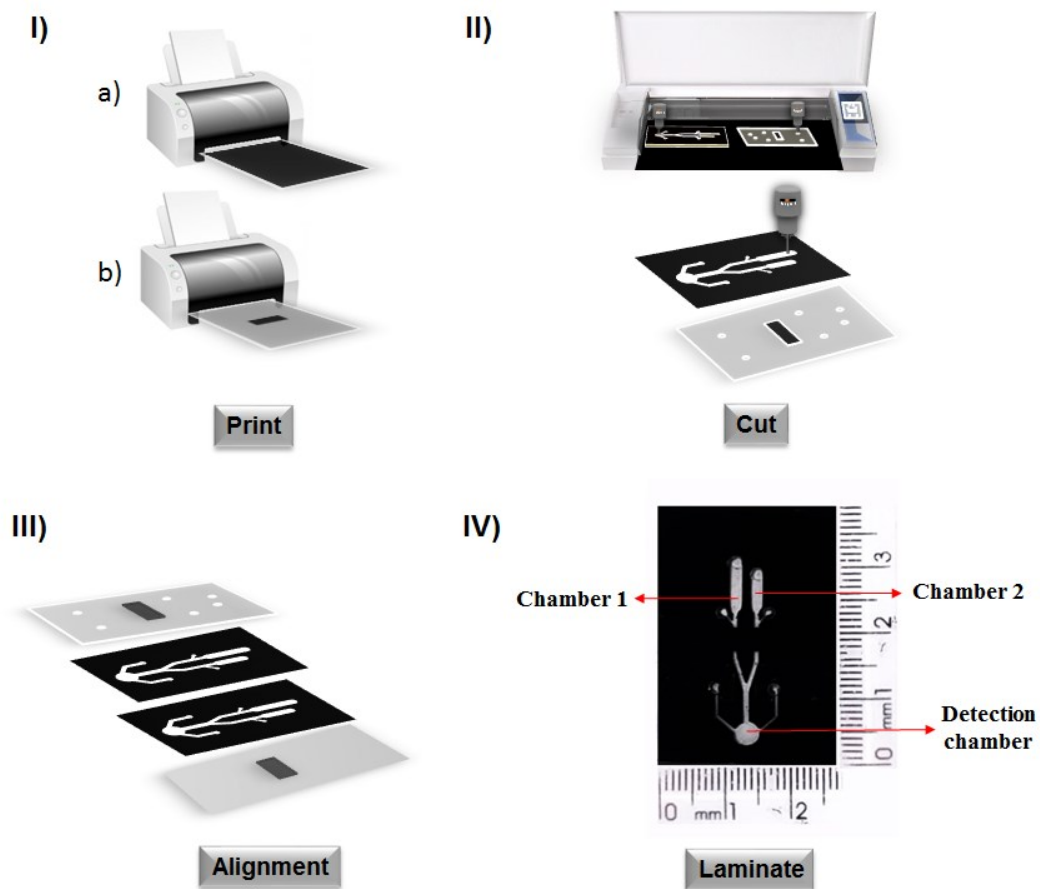 I)
a)
b)
Print
II)
Cut
III)
Alignment
IV)
Chamber 1
Chamber 2
Detection
chamber
3
2
1
mm
0
0 mm 1 2
Laminate